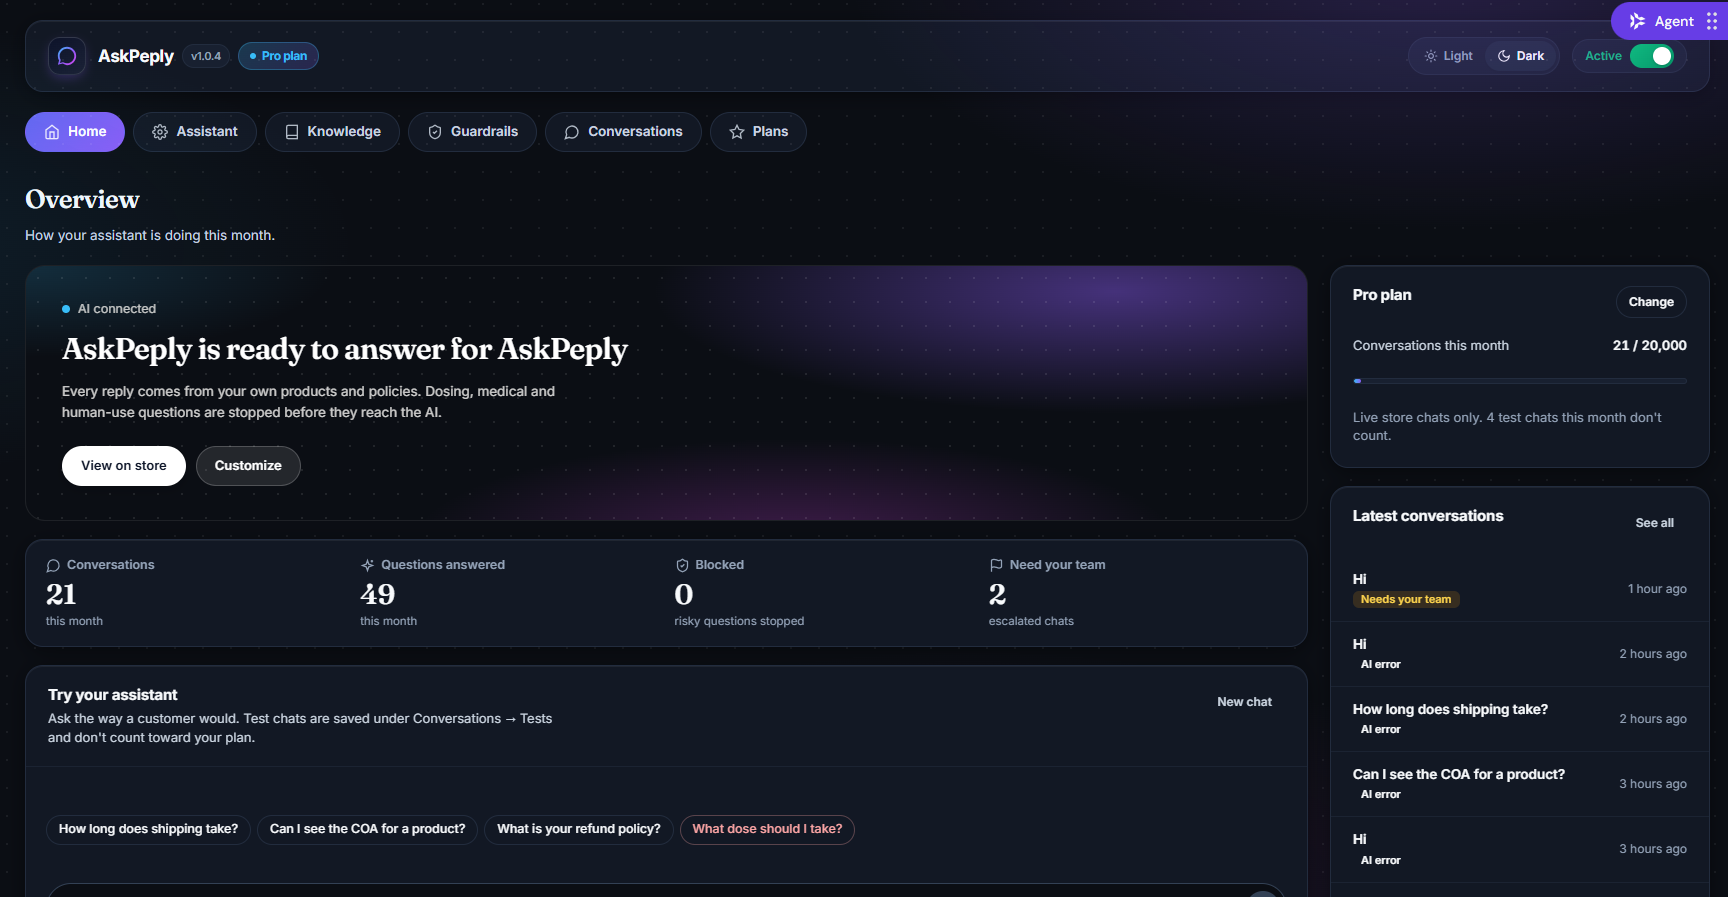 Agent
AskPeply
v1.0.4
Pro plan
Light
Dark
Active
Home
Assistant
Knowledge
Guardrails
Conversations
Plans
Overview
How your assistant is doing this month.
AI connected
AskPeply is ready to answer for AskPeply
Every reply comes from your own products and policies. Dosing, medical and
human-use questions are stopped before they reach the AI.
View on store
Customize
Conversations
21
this month
Questions answered
49
this month
Blocked
0
risky questions stopped
Need your team
2
escalated chats
Try your assistant
Ask the way a customer would. Test chats are saved under Conversations → Tests
and don't count toward your plan.
New chat
How long does shipping take?
Can I see the COA for a product?
What is your refund policy?
What dose should I take?
Pro plan
Change
Conversations this month
21 / 20,000
Live store chats only. 4 test chats this month don't
count.
Latest conversations
See all
Hi
Needs your team
1 hour ago
Hi
AI error
2 hours ago
How long does shipping take?
AI error
2 hours ago
Can I see the COA for a product?
AI error
3 hours ago
Hi
AI error
3 hours ago